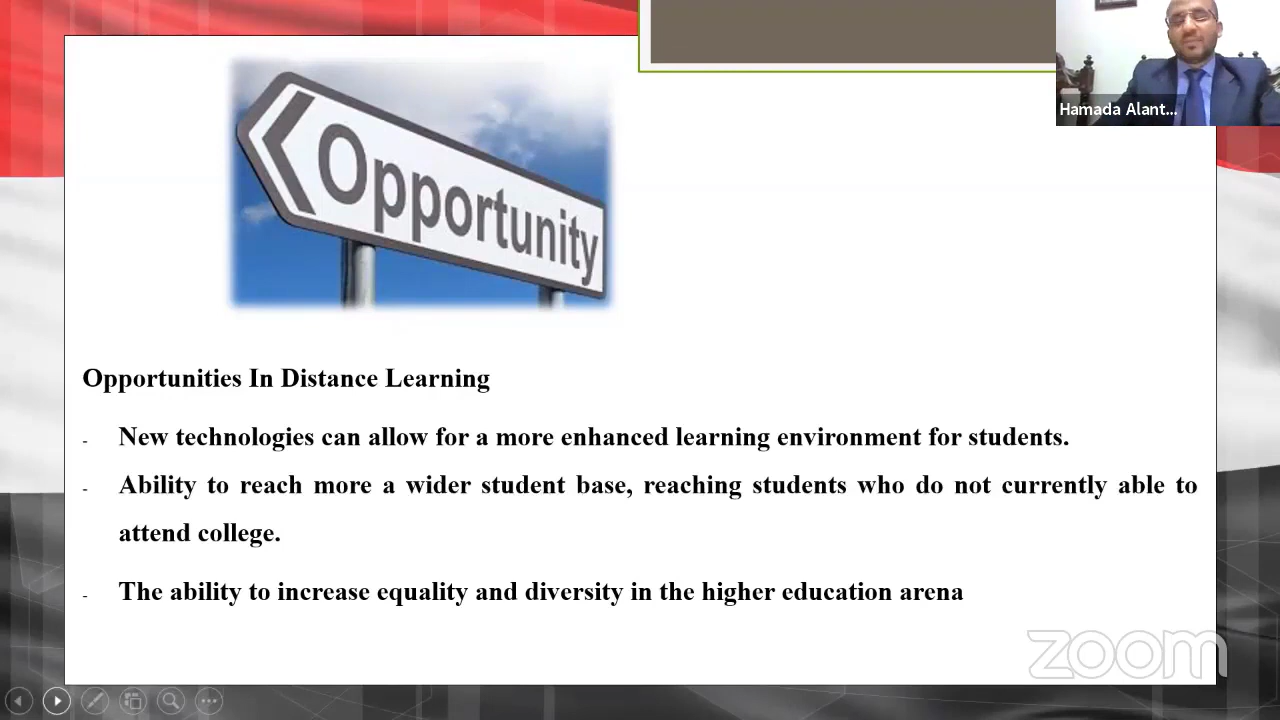 Hamada Alant...
Opportunity
Opportunities In Distance Learning
- New technologies can allow for a more enhanced learning environment for students.
- Ability to reach more a wider student base, reaching students who do not currently able to
attend college.
- The ability to increase equality and diversity in the higher education arena
zoom